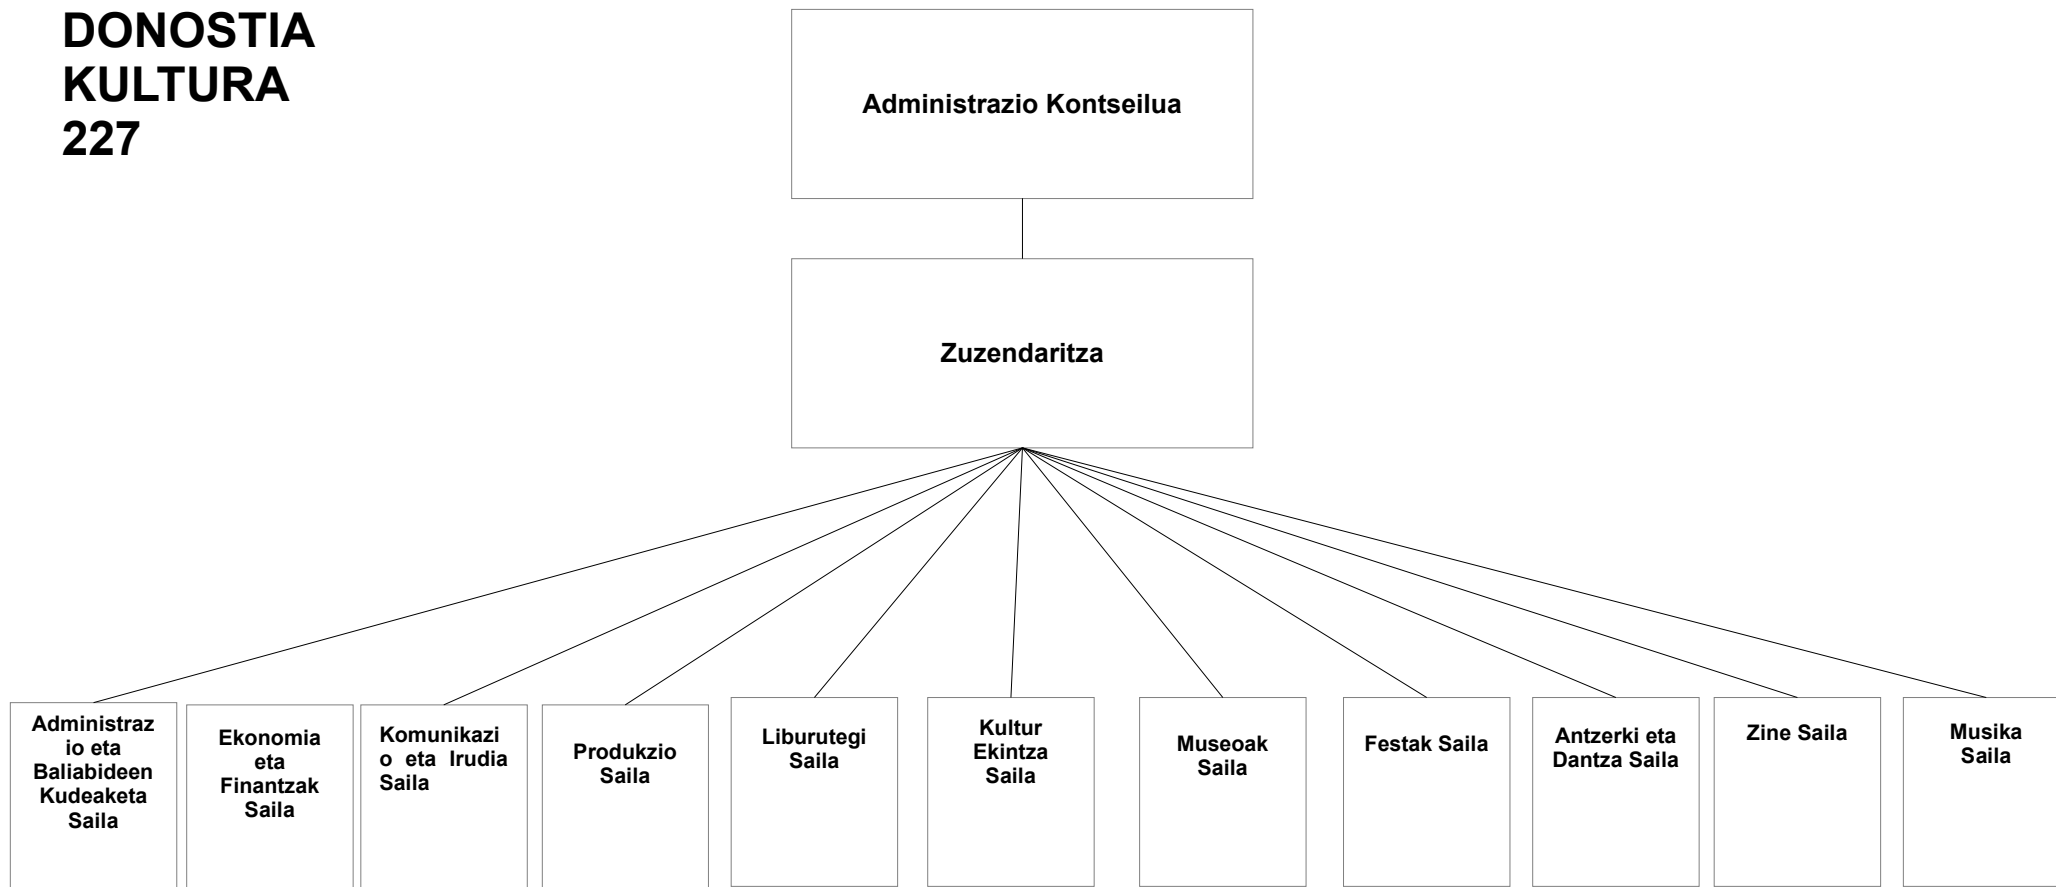 DONOSTIA
KULTURA
227
Administrazio Kontseilua
Zuzendaritza
Administraz
io eta
Baliabideen
Kudeaketa
Saila
Ekonomia
eta
Finantzak
Saila
Komunikazi
o eta Irudia
Saila
Produkzio
Saila
Liburutegi
Saila
Kultur
Ekintza
Saila
Museoak
Saila
Festak Saila
Antzerki eta
Dantza Saila
Zine Saila
Musika
Saila